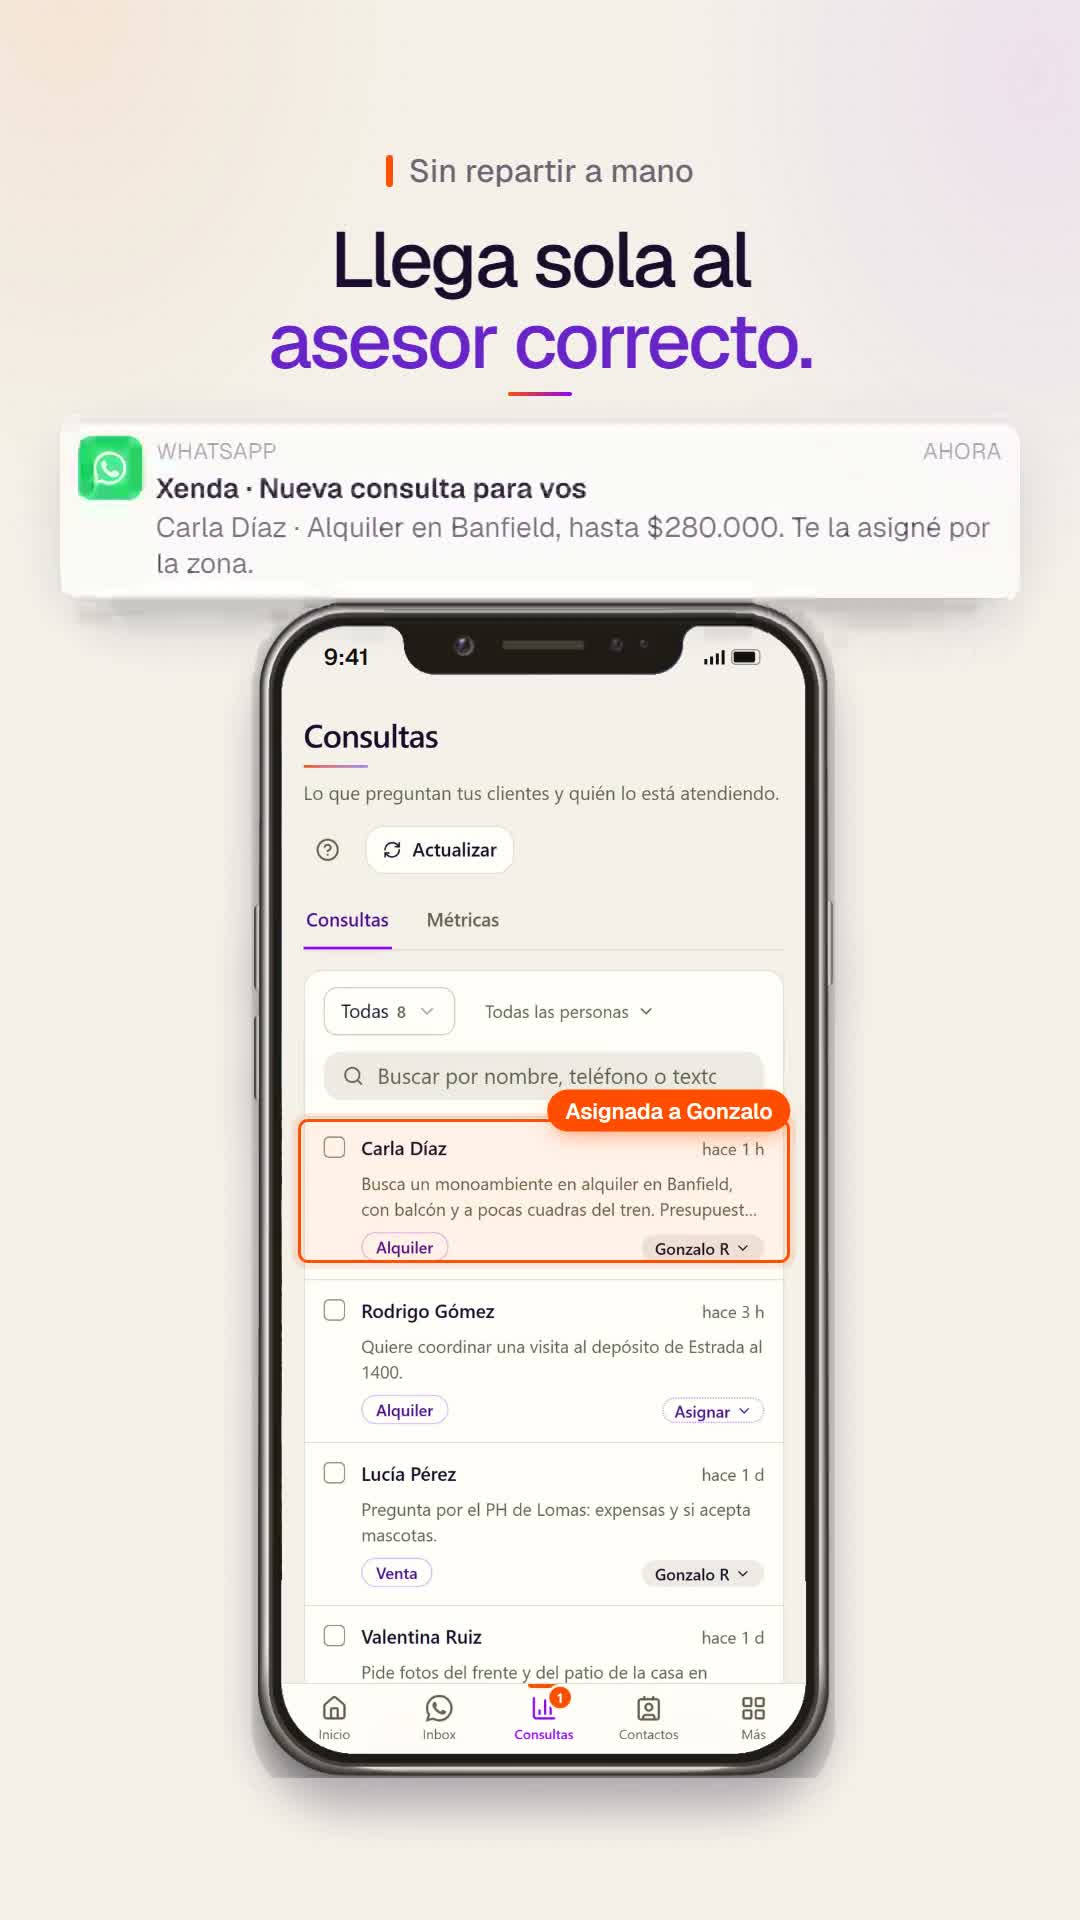 Sin repartir a mano
Llega sola al
asesor correcto.
WHATSAPP
AHORA
Xenda · Nueva consulta para vos
Carla Díaz · Alquiler en Banfield, hasta $280.000. Te la asigné por
la zona.
9:41
Consultas
Lo que preguntan tus clientes y quién lo está atendiendo.
Actualizar
Consultas
Métricas
Todas 8
Todas las personas
Buscar por nombre, teléfono o texto
Asignada a Gonzalo
Carla Díaz
hace 1 h
Busca un monoambiente en alquiler en Banfield,
con balcón y a pocas cuadras del tren. Presupuest...
Alquiler
Gonzalo R
Rodrigo Gómez
hace 3 h
Quiere coordinar una visita al depósito de Estrada al
1400.
Alquiler
Asignar
Lucía Pérez
hace 1 d
Pregunta por el PH de Lomas: expensas y si acepta
mascotas.
Venta
Gonzalo R
Valentina Ruiz
hace 1 d
Pide fotos del frente y del patio de la casa en
1
Inicio
Inbox
Consultas
Contactos
Más